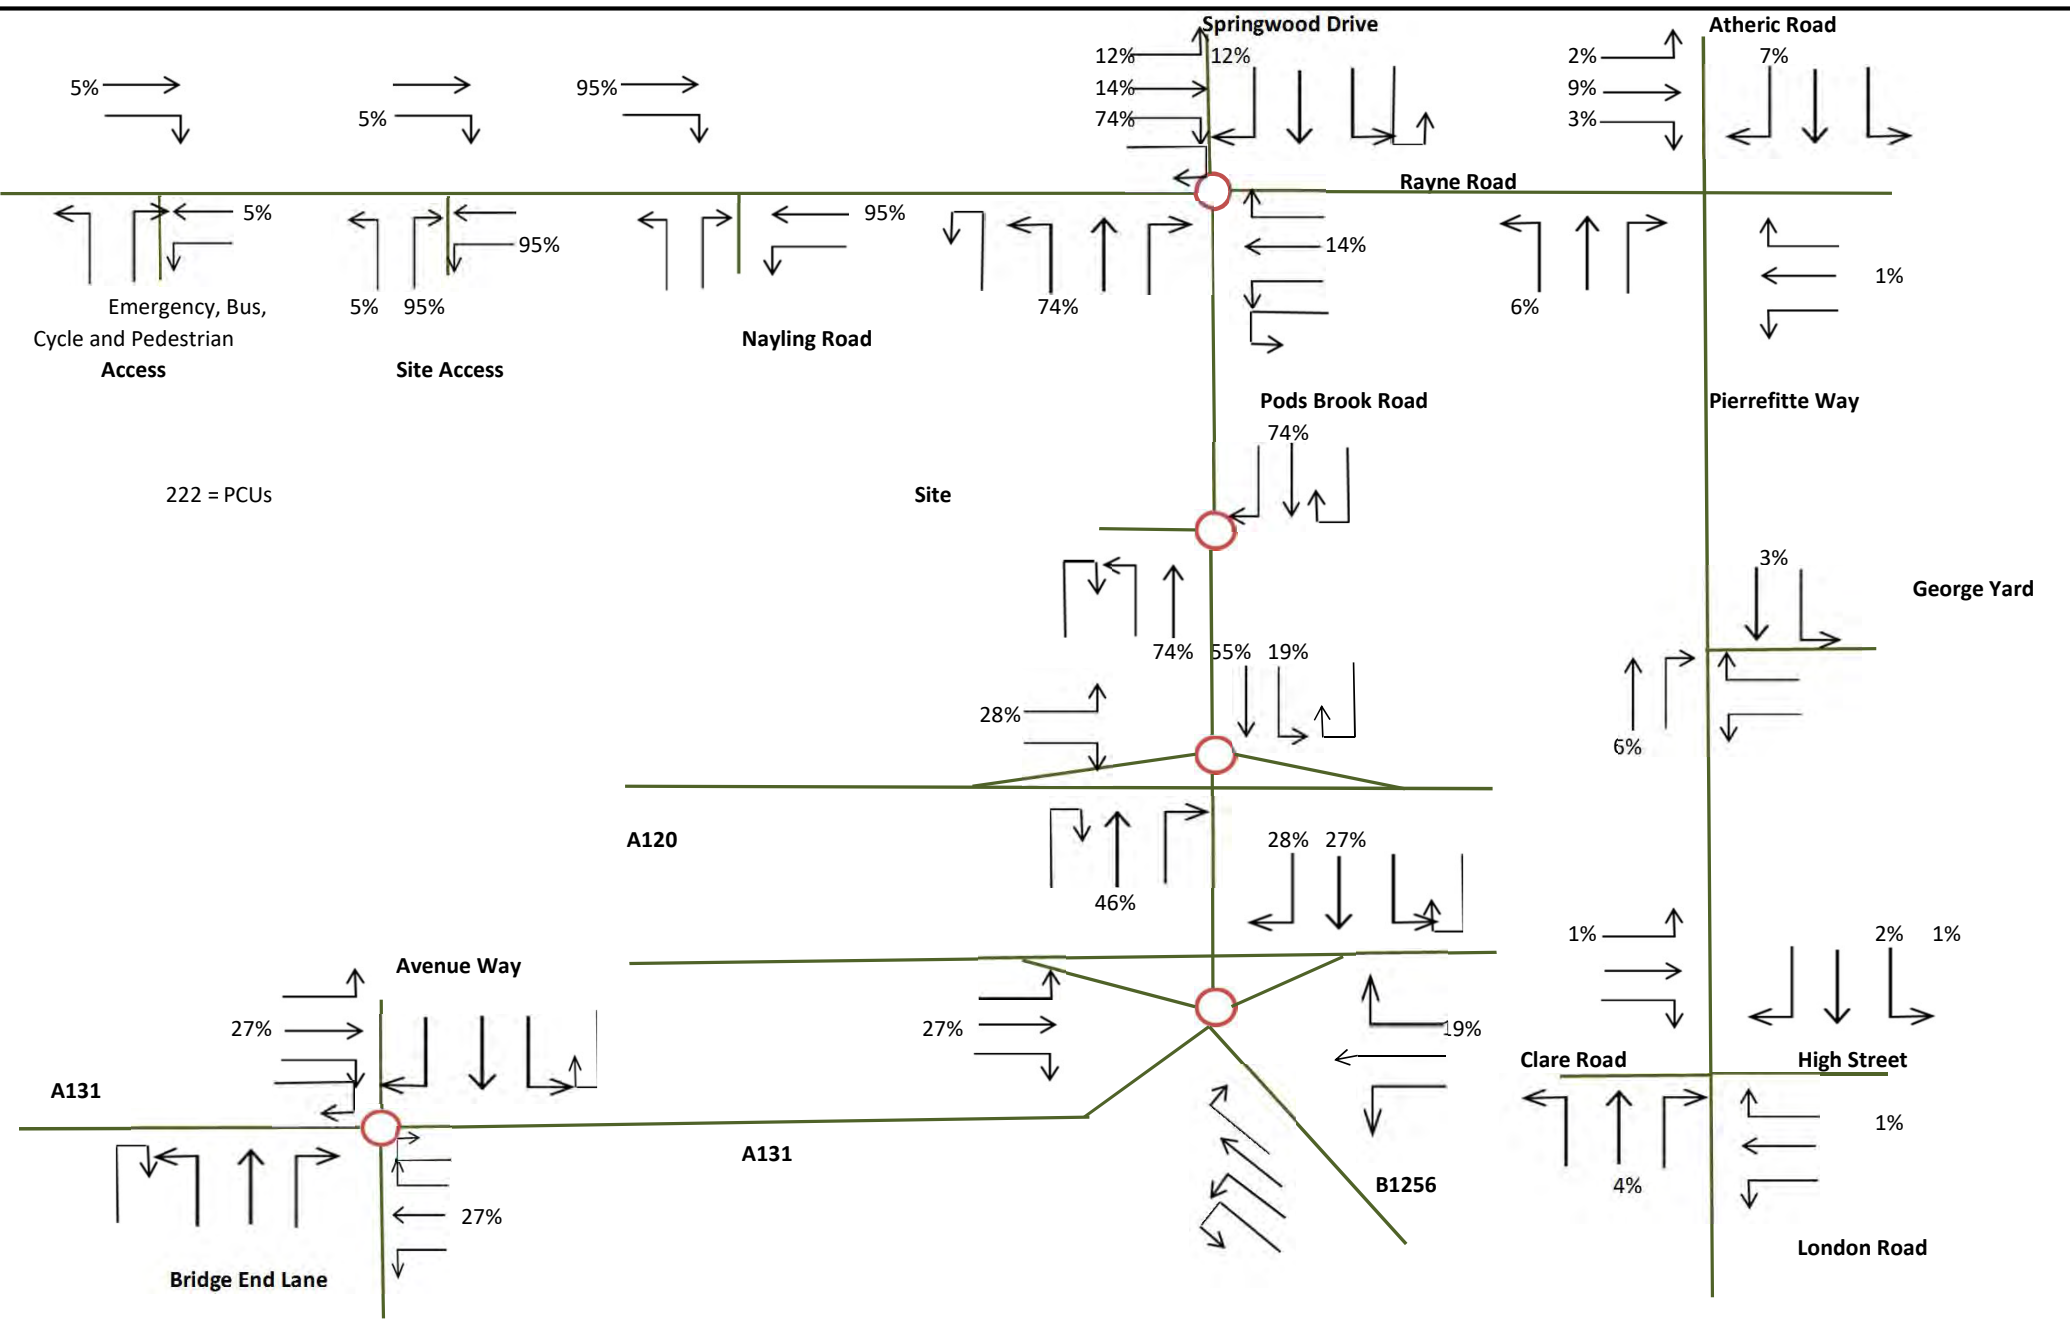 Springwood Drive
Atheric Road
12%
12%
2%
7%
5%
95%
14%
9%
5%
74%
3%
Rayne Road
5%
95%
95%
14%
1%
Emergency, Bus,
5%
95%
74%
6%
Cycle and Pedestrian
Nayling Road
Access
Site Access
Pods Brook Road
Pierrefitte Way
74%
222 = PCUs
Site
3%
George Yard
74%
55%
19%
28%
6%
A120
28%
27%
46%
1%
2%
1%
Avenue Way
27%
27%
19%
Clare Road
High Street
A131
1%
A131
B1256
4%
27%
London Road
Bridge End Lane